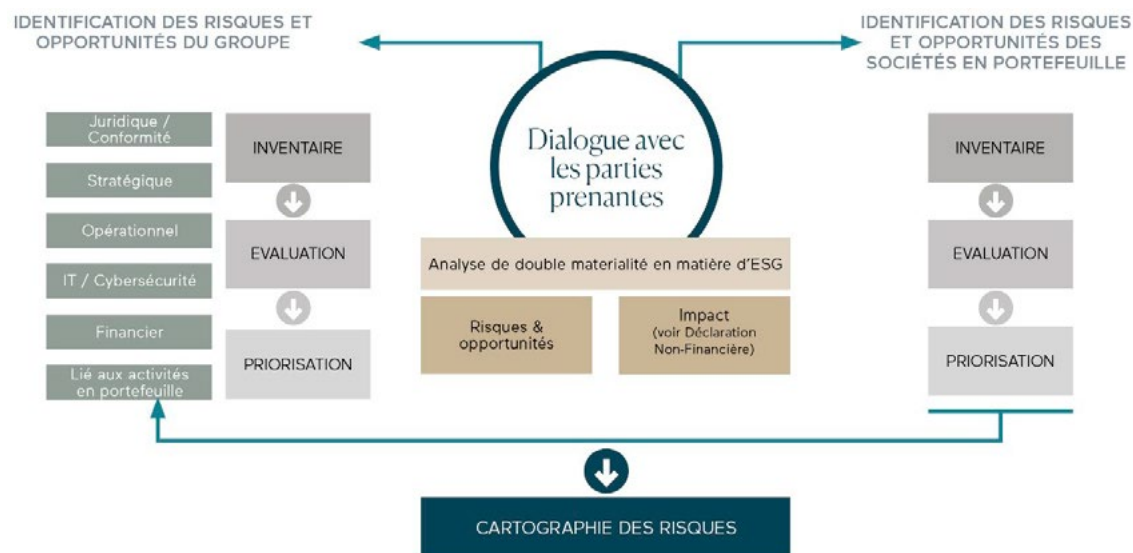 IDENTIFICATION DES RISQUES ET
OPPORTUNITÉS DU GROUPE
IDENTIFICATION DES RISQUES
ET OPPORTUNITÉS DES
SOCIÉTÉS EN PORTEFEUILLE
Juridique /
Conformité
Stratégique
Opérationnel
IT / Cybersécurité
Financier
Lié aux activités
en portefeuille
INVENTAIRE
EVALUATION
PRIORISATION
Dialogue avec
les parties
prenantes
Analyse de double materialité en matière d'ESG
Risques &
opportunités
Impact
(voir Déclaration
Non-Financière)
INVENTAIRE
EVALUATION
PRIORISATION
CARTOGRAPHIE DES RISQUES